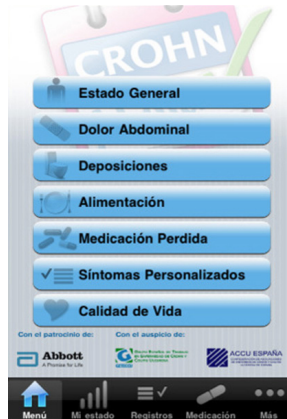 CROHN
Estado General
Dolor Abdominal
Deposiciones
Alimentación
Medicación Perdida
Síntomas Personalizados
Calidad de Vida
Con el patrocinio de: Con el auspicio de:
Abbott
A Promise for Life
ACCU ESPAÑA
Menú Mi estado Registros Medicación Más